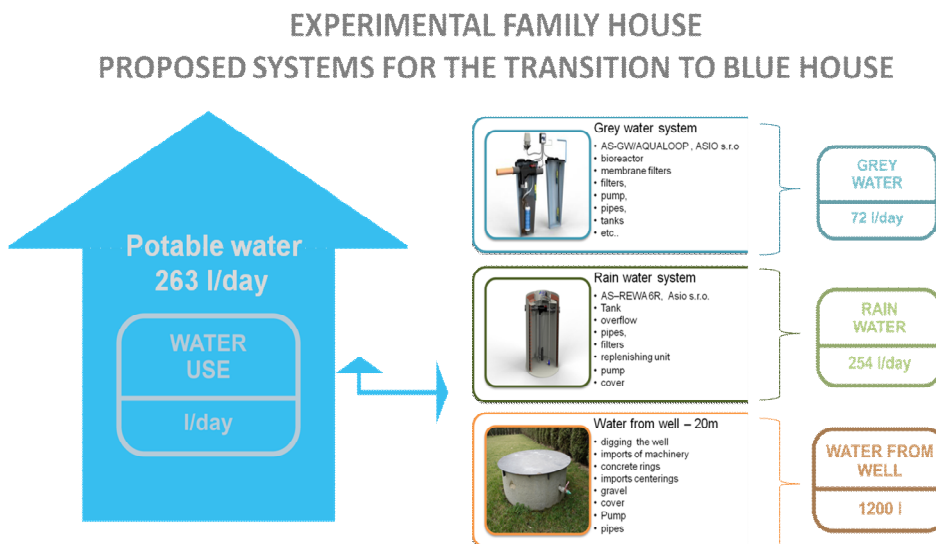 EXPERIMENTAL FAMILY HOUSE
PROPOSED SYSTEMS FOR THE TRANSITION TO BLUE HOUSE
Potable water
263 l/day
WATER
USE
l/day
Grey water system
• AS-GW/AQUALOOP , ASIO s.r.o
• bioreactor
• membrane filters
• filters,
• pump,
• pipes,
• tanks
• etc..
GREY
WATER
72 l/day
Rain water system
• AS–REWA 6R, Asio s.r.o.
• Tank
• overflow
• pipes,
• filters
• replenishing unit
• pump
• cover
RAIN
WATER
254 l/day
Water from well – 20m
• digging the well
• imports of machinery
• concrete rings
• imports centerings
• gravel
• cover
• Pump
• pipes
WATER FROM
WELL
1200 l